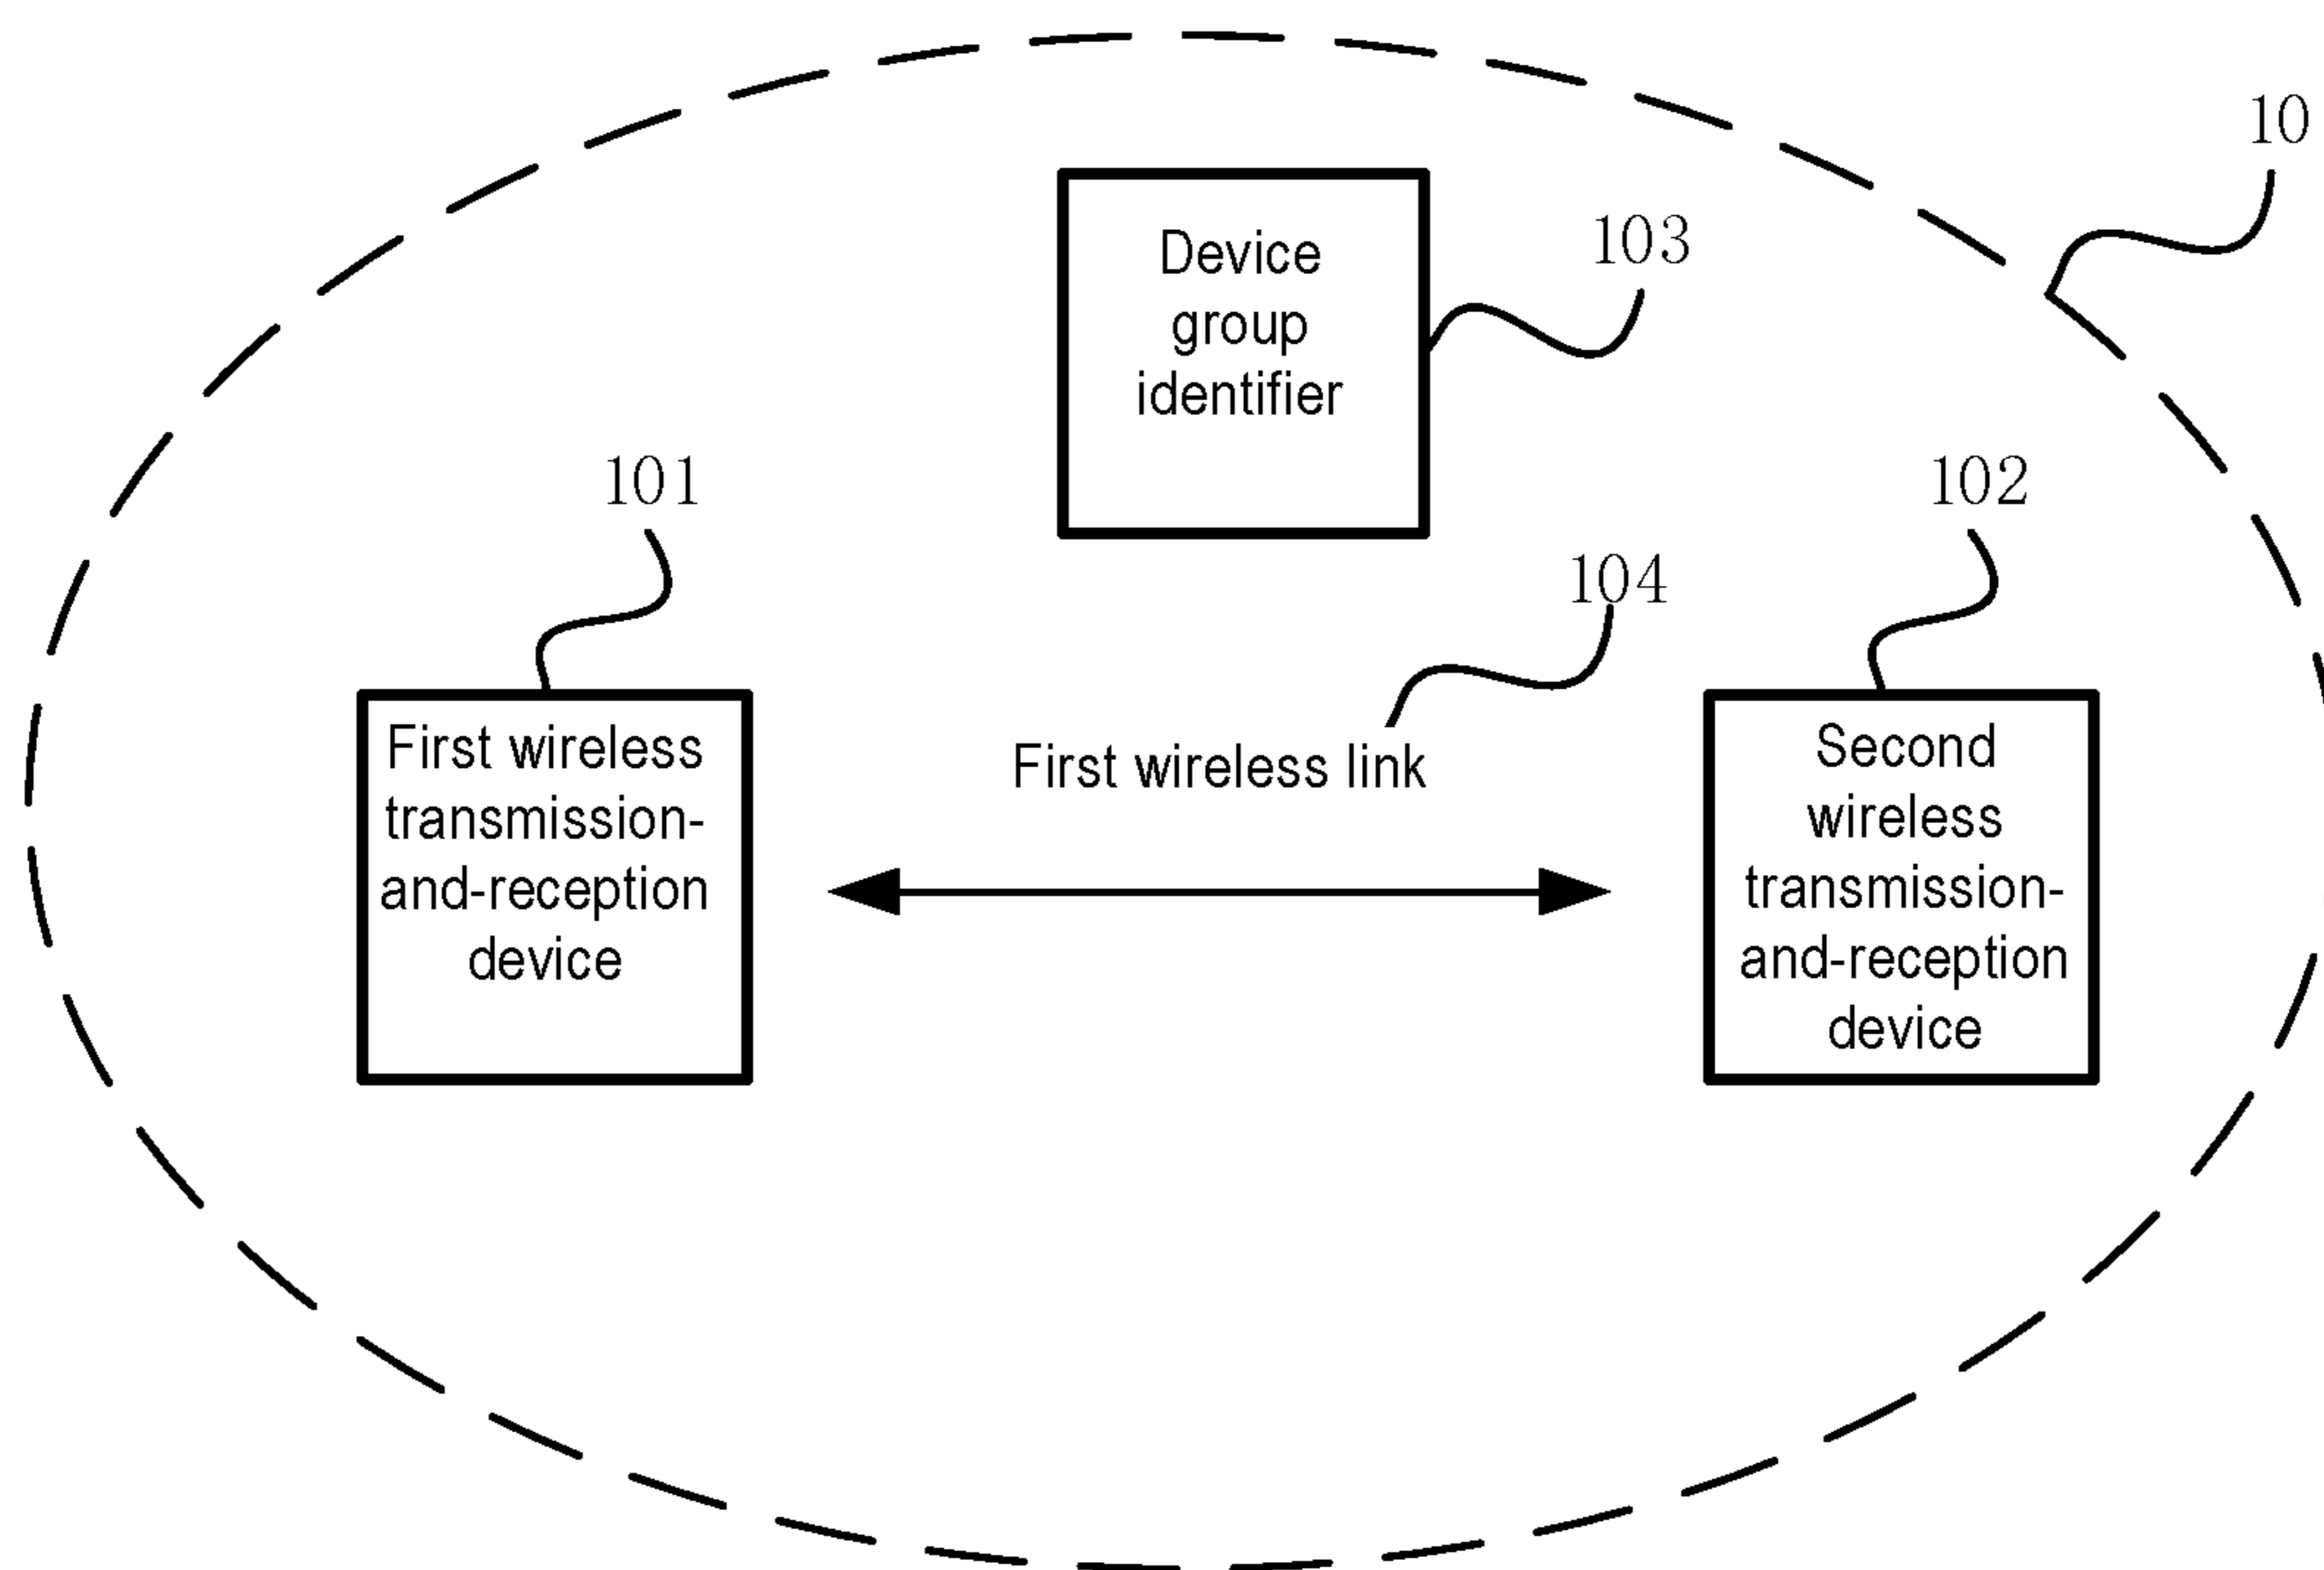 10
Device
group
identifier
103
101
102
104
First wireless
transmission-
and-reception
device
First wireless link
Second
wireless
transmission-
and-reception
device